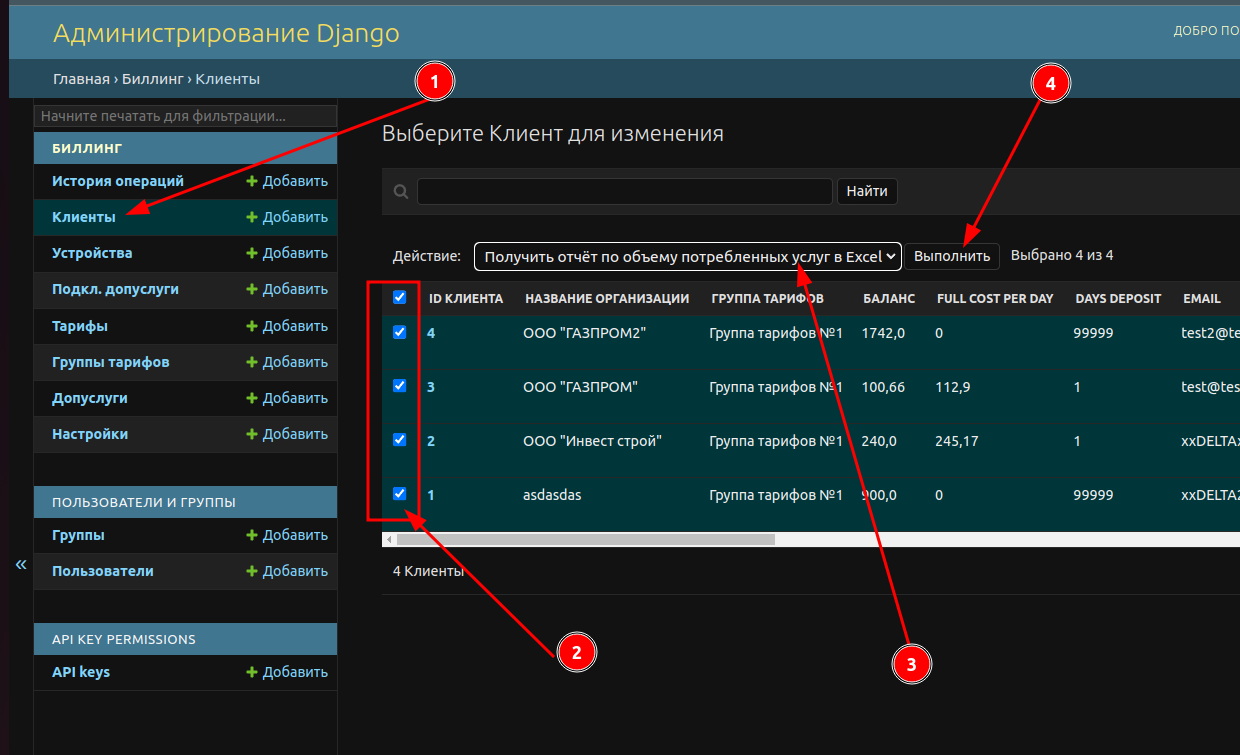 Администрирование Django
ДОБРО ПО
Главная › Биллинг › Клиенты
1
4
Начните печатать для фильтрации...
БИЛЛИНГ
История операций Добавить
Клиенты Добавить
Устройства Добавить
Подкл. допуслуги Добавить
Тарифы Добавить
Группы тарифов Добавить
Допуслуги Добавить
Настройки Добавить
ПОЛЬЗОВАТЕЛИ И ГРУППЫ
Группы Добавить
Пользователи Добавить
API KEY PERMISSIONS
API keys Добавить
«
Выберите Клиент для изменения
Найти
Действие: Получить отчёт по объему потребленных услуг в Excel Выполнить Выбрано 4 из 4
ID КЛИЕНТА НАЗВАНИЕ ОРГАНИЗАЦИИ ГРУППА ТАРИФОВ БАЛАНС FULL COST PER DAY DAYS DEPOSIT EMAIL
4 ООО "ГАЗПРОМ2" Группа тарифов №1 1742,0 0 99999 test2@te
3 ООО "ГАЗПРОМ" Группа тарифов №1 100,66 112,9 1 test@tes
2 ООО "Инвест строй" Группа тарифов №1 240,0 245,17 1 xxDELTAx
1 asdasdas Группа тарифов №1 900,0 0 99999 xxDELTA2
4 Клиенты
2
3